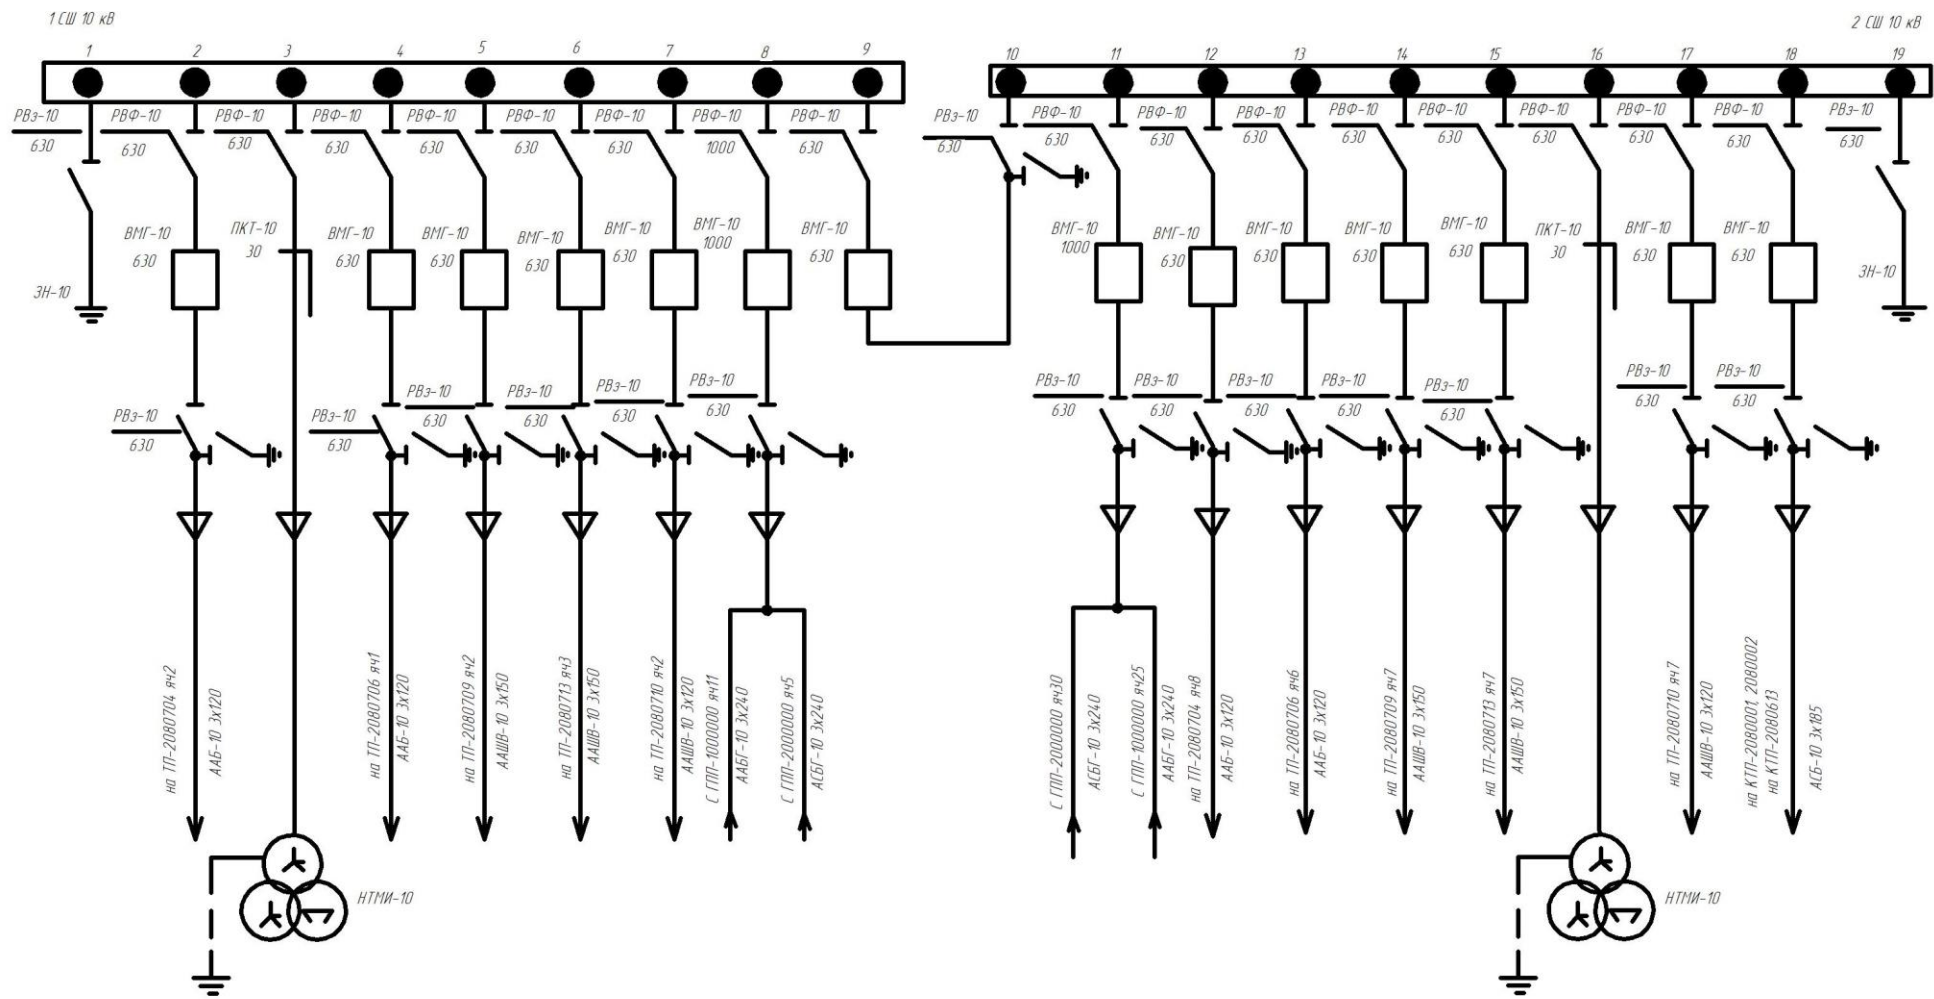 1 СШ 10 кВ
2 СШ 10 кВ
1 2 3 4 5 6 7 8 9 10 11 12 13 14 15 16 17 18 19
РВз-10
630
РВФ-10
630
РВФ-10
630
РВФ-10
630
РВФ-10
630
РВФ-10
630
РВФ-10
630
РВФ-10
1000
РВФ-10
630
РВз-10
630
РВФ-10
630
РВФ-10
630
РВФ-10
630
РВФ-10
630
РВФ-10
630
РВФ-10
630
РВФ-10
630
РВФ-10
630
РВз-10
630
ЗН-10
ВМГ-10
630
ПКТ-10
30
ВМГ-10
630
ВМГ-10
630
ВМГ-10
630
ВМГ-10
630
ВМГ-10
1000
ВМГ-10
630
ВМГ-10
1000
ВМГ-10
630
ВМГ-10
630
ВМГ-10
630
ВМГ-10
630
ПКТ-10
30
ВМГ-10
630
ВМГ-10
630
ЗН-10
РВз-10
630
РВз-10
630
РВз-10
630
РВз-10
630
РВз-10
630
РВз-10
630
РВз-10
630
РВз-10
630
РВз-10
630
РВз-10
630
РВз-10
630
РВз-10
630
РВз-10
630
на ТП-2080704 яч2
ААБ-10 3х120
на ТП-2080706 яч1
ААБ-10 3х120
на ТП-2080709 яч2
ААШВ-10 3х150
на ТП-2080713 яч3
ААШВ-10 3х150
на ТП-2080710 яч2
ААШВ-10 3х120
С ГПП-1000000 яч11
ААБГ-10 3х240
С ГПП-2000000 яч5
АСБГ-10 3х240
С ГПП-2000000 яч30
АСБГ-10 3х240
С ГПП-1000000 яч25
ААБГ-10 3х240
на ТП-2080704 яч8
ААБ-10 3х120
на ТП-2080706 яч6
ААБ-10 3х120
на ТП-2080709 яч7
ААШВ-10 3х150
на ТП-2080713 яч7
ААШВ-10 3х150
на ТП-2080710 яч7
ААШВ-10 3х120
на КТП-2080001 2080002
на КТП-2080613
АСБ-10 3х185
НТМИ-10
НТМИ-10